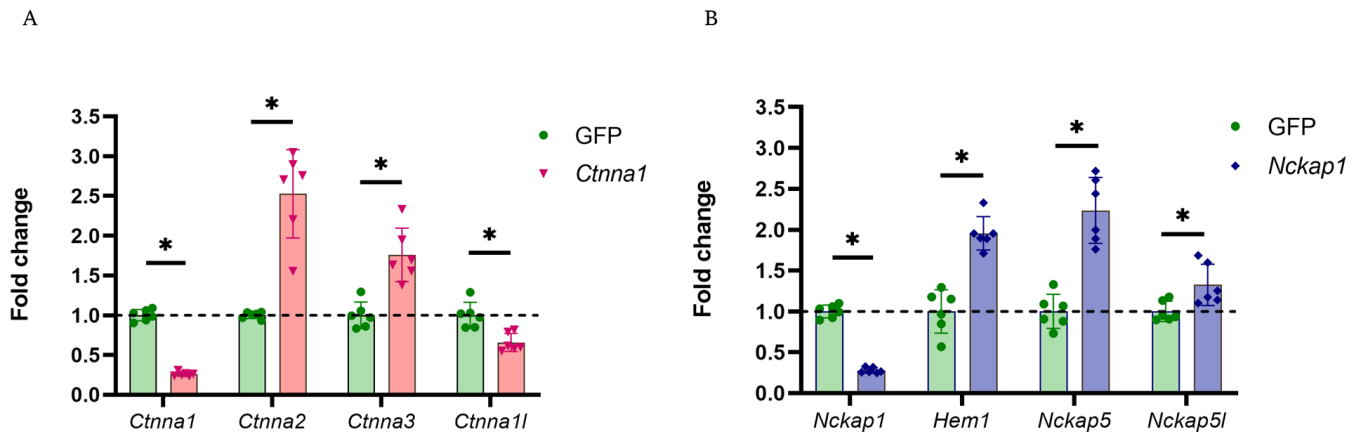 A
B
Fold change
3.5
3.0
2.5
2.0
1.5
1.0
0.5
0.0
*
*
*
*
GFP
Ctnna1
Ctnna1
Ctnna2
Ctnna3
Ctnna1l
Fold change
3.5
3.0
2.5
2.0
1.5
1.0
0.5
0.0
*
*
*
*
GFP
Nckap1
Nckap1
Hem1
Nckap5
Nckap5l